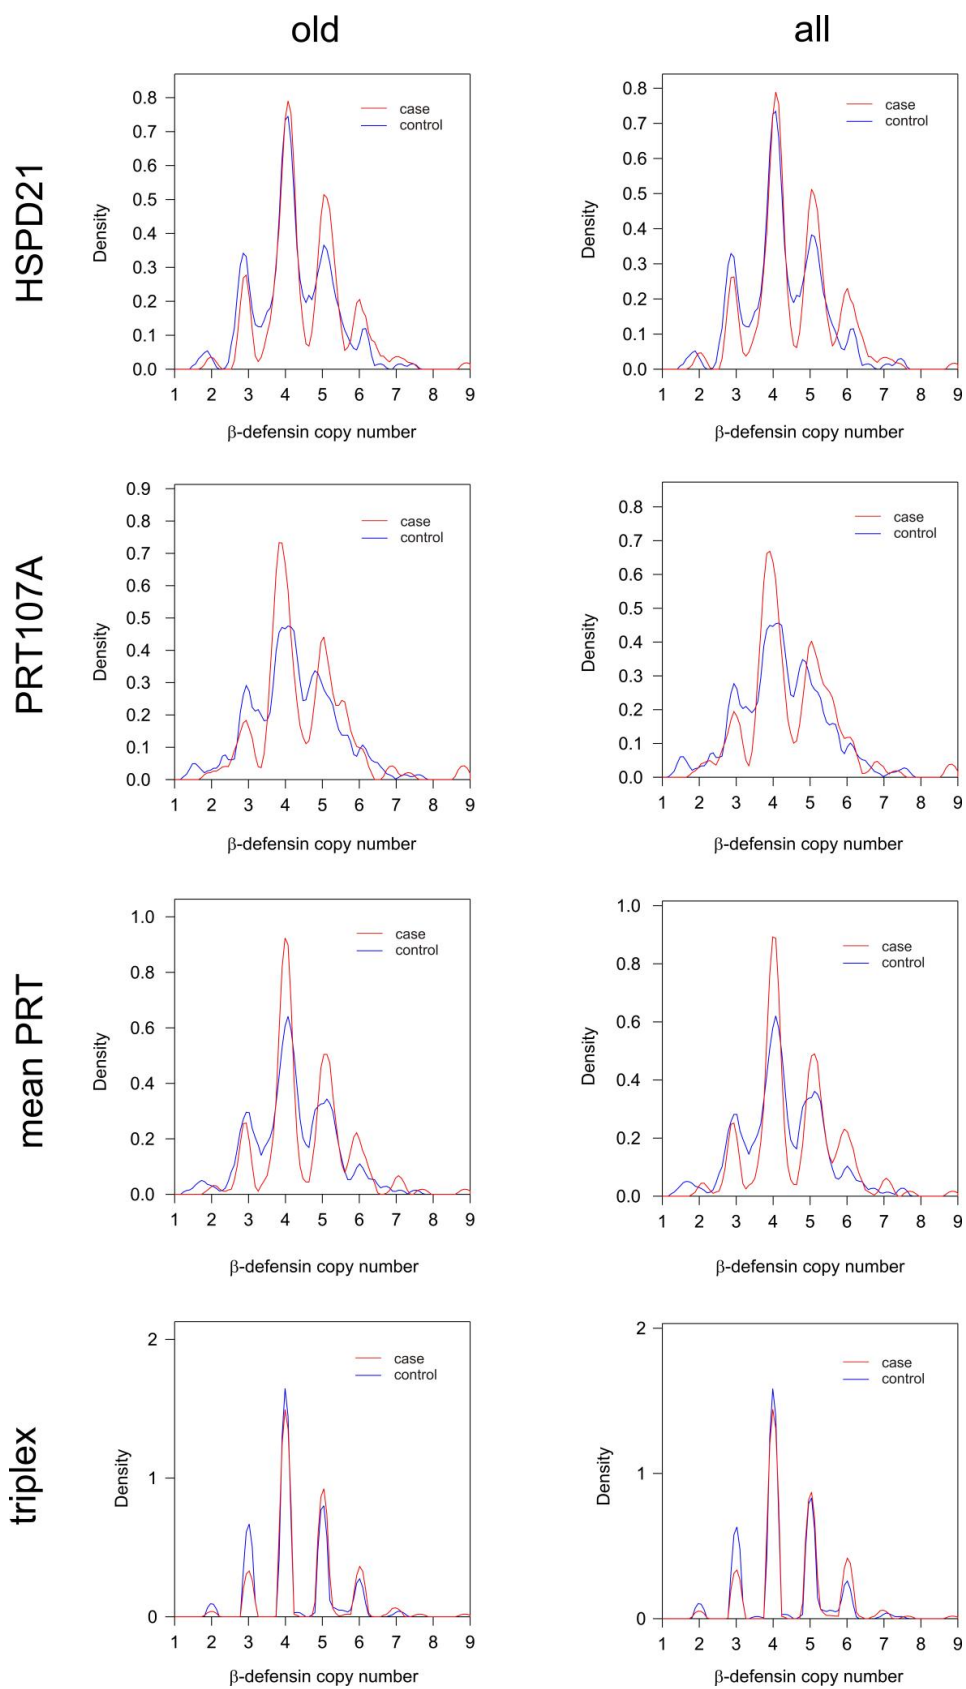 old
all
HSPD21
0.8
0.7
0.6
0.5
0.4
0.3
0.2
0.1
0.0
Density
case
control
1 2 3 4 5 6 7 8 9
β-defensin copy number
0.8
0.7
0.6
0.5
0.4
0.3
0.2
0.1
0.0
Density
case
control
1 2 3 4 5 6 7 8 9
β-defensin copy number
PRT107A
0.9
0.8
0.7
0.6
0.5
0.4
0.3
0.2
0.1
0.0
Density
case
control
1 2 3 4 5 6 7 8 9
β-defensin copy number
0.8
0.7
0.6
0.5
0.4
0.3
0.2
0.1
0.0
Density
case
control
1 2 3 4 5 6 7 8 9
β-defensin copy number
mean PRT
1.0
0.8
0.6
0.4
0.2
0.0
Density
case
control
1 2 3 4 5 6 7 8 9
β-defensin copy number
1.0
0.8
0.6
0.4
0.2
0.0
Density
case
control
1 2 3 4 5 6 7 8 9
β-defensin copy number
triplex
2
1
0
Density
case
control
1 2 3 4 5 6 7 8 9
β-defensin copy number
2
1
0
Density
case
control
1 2 3 4 5 6 7 8 9
β-defensin copy number